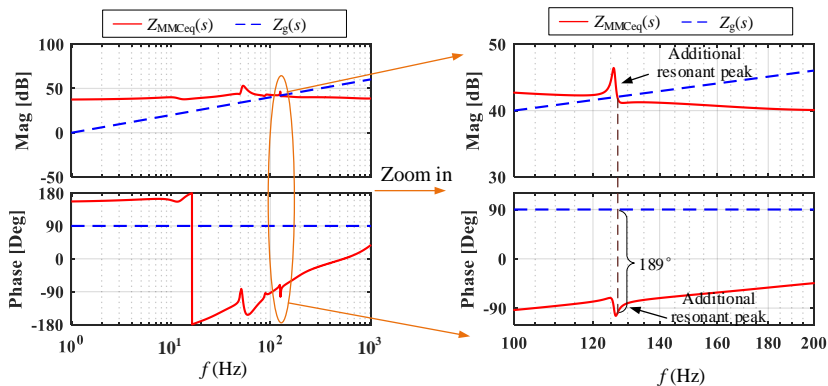 Z_MMCeq(s) Z_g(s)
Mag [dB]
100
50
0
-50
Phase [Deg]
180
90
0
-90
-180
10^0 10^1 10^2 10^3
f (Hz)
Zoom in
Z_MMCeq(s) Z_g(s)
Mag [dB]
50
40
30
Additional
resonant peak
Phase [Deg]
90
0
-90
189°
Additional
resonant peak
100 120 140 160 180 200
f (Hz)